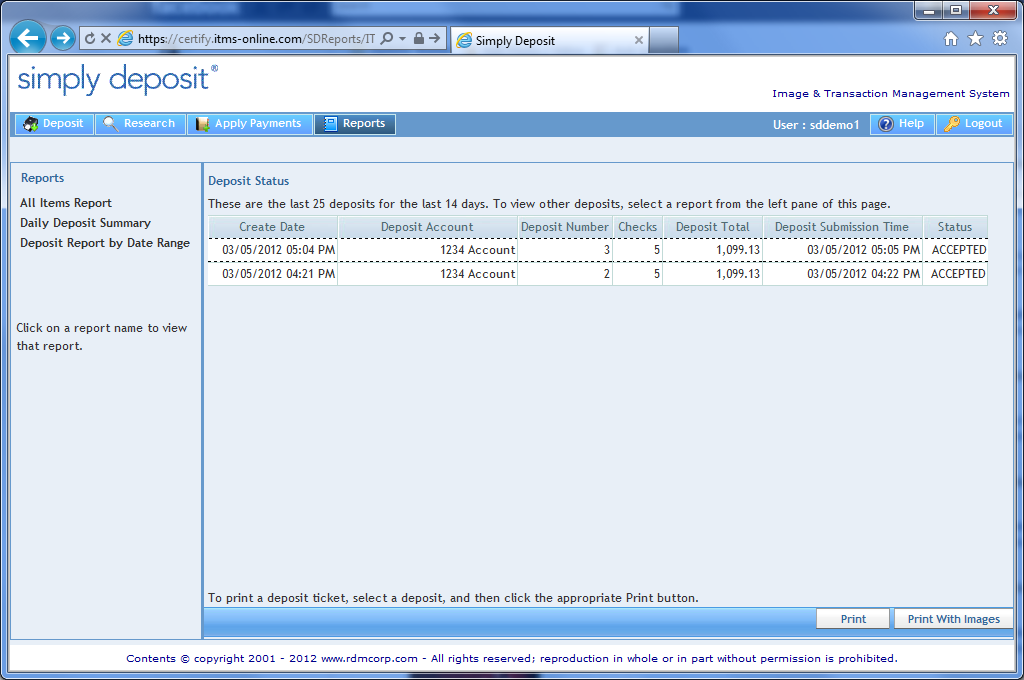 https://certify.itms-online.com/SDReports/IT
Simply Deposit
simply deposit®
Image & Transaction Management System
Deposit Research Apply Payments Reports User : sddemo1 Help Logout
Reports
All Items Report
Daily Deposit Summary
Deposit Report by Date Range
Click on a report name to view
that report.
Deposit Status
These are the last 25 deposits for the last 14 days. To view other deposits, select a report from the left pane of this page.
Create Date Deposit Account Deposit Number Checks Deposit Total Deposit Submission Time Status
03/05/2012 05:04 PM 1234 Account 3 5 1,099.13 03/05/2012 05:05 PM ACCEPTED
03/05/2012 04:21 PM 1234 Account 2 5 1,099.13 03/05/2012 04:22 PM ACCEPTED
To print a deposit ticket, select a deposit, and then click the appropriate Print button.
Print Print With Images
Contents © copyright 2001 - 2012 www.rdmcorp.com - All rights reserved; reproduction in whole or in part without permission is prohibited.